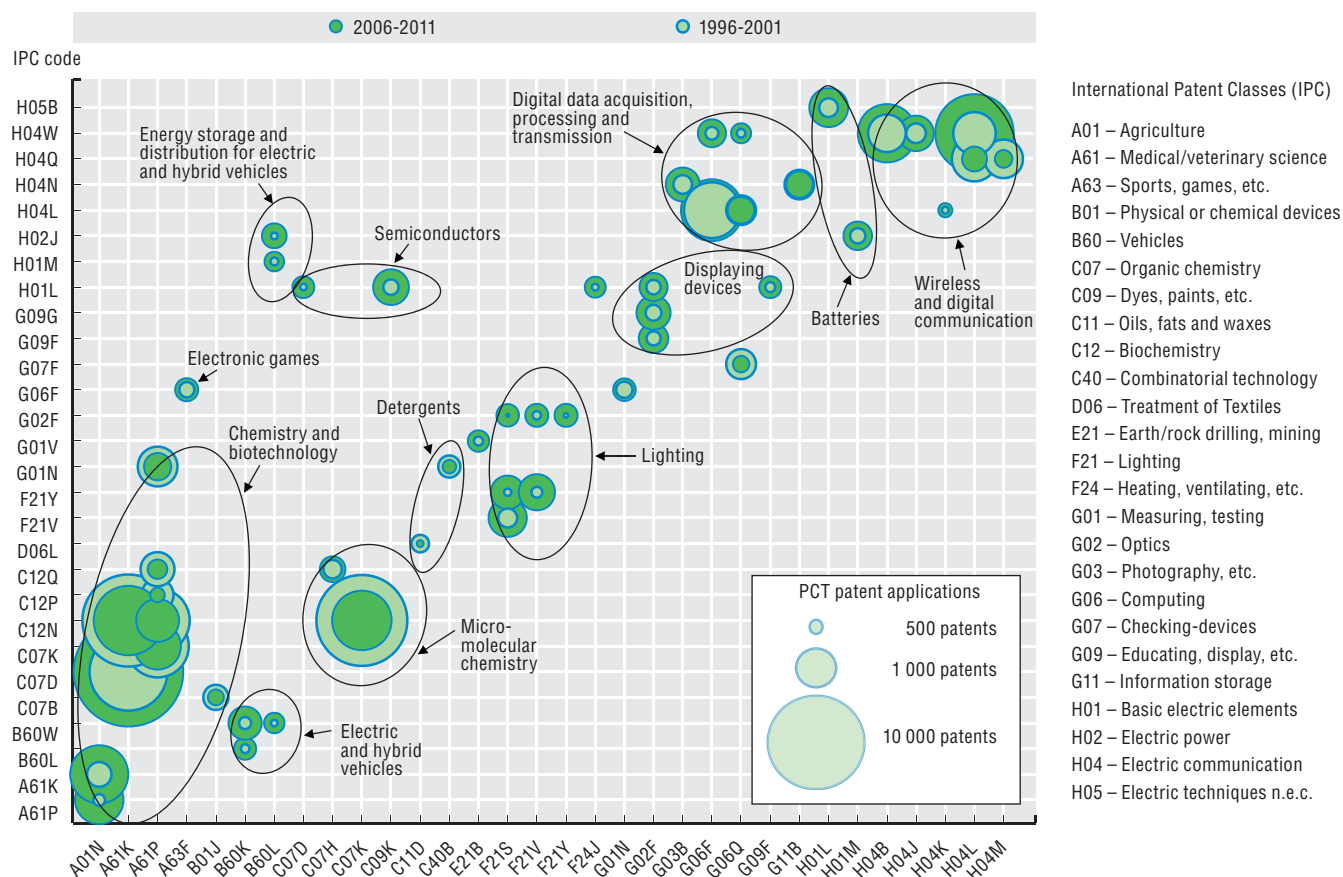 2006-2011
1996-2001
IPC code
H05B
H04W
H04Q
H04N
H04L
H02J
H01M
H01L
G09G
G09F
G07F
G06F
G02F
G01V
G01N
F21Y
F21V
D06L
C12Q
C12P
C12N
C07K
C07D
C07B
B60W
B60L
A61K
A61P
Energy storage and
distribution for electric
and hybrid vehicles
Semiconductors
Electronic games
Chemistry and
biotechnology
Detergents
Digital data acquisition,
processing and
transmission
Displaying
devices
Batteries
Wireless
and digital
communication
Lighting
Micro-
molecular
chemistry
Electric
and hybrid
vehicles
PCT patent applications
500 patents
1 000 patents
10 000 patents
A01N
A61K
A61P
A63F
B01J
B60K
B60L
C07D
C07H
C07K
C09K
C11D
C40B
E21B
F21S
F21V
F21Y
F24J
G01N
G02F
G03B
G06F
G06Q
G09F
G11B
H01L
H01M
H04B
H04J
H04K
H04L
H04M
International Patent Classes (IPC)
A01 – Agriculture
A61 – Medical/veterinary science
A63 – Sports, games, etc.
B01 – Physical or chemical devices
B60 – Vehicles
C07 – Organic chemistry
C09 – Dyes, paints, etc.
C11 – Oils, fats and waxes
C12 – Biochemistry
C40 – Combinatorial technology
D06 – Treatment of Textiles
E21 – Earth/rock drilling, mining
F21 – Lighting
F24 – Heating, ventilating, etc.
G01 – Measuring, testing
G02 – Optics
G03 – Photography, etc.
G06 – Computing
G07 – Checking-devices
G09 – Educating, display, etc.
G11 – Information storage
H01 – Basic electric elements
H02 – Electric power
H04 – Electric communication
H05 – Electric techniques n.e.c.